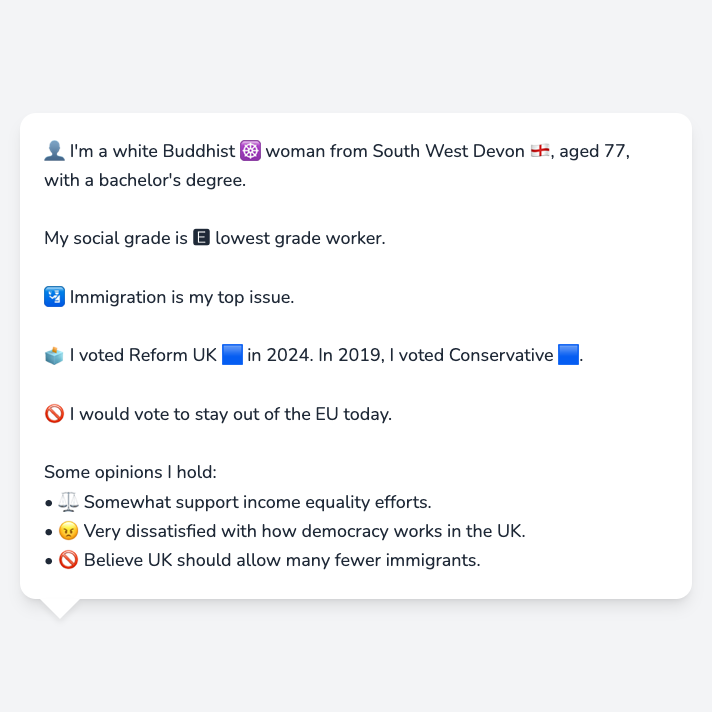 👤 I'm a white Buddhist ☸️ woman from South West Devon 🏴󠁧󠁢󠁥󠁮󠁧󠁿, aged 77,
with a bachelor's degree.
My social grade is 🅴 lowest grade worker.
🛂 Immigration is my top issue.
🗳️ I voted Reform UK 🟦 in 2024. In 2019, I voted Conservative 🟦.
🚫 I would vote to stay out of the EU today.
Some opinions I hold:
• ⚖️ Somewhat support income equality efforts.
• 😠 Very dissatisfied with how democracy works in the UK.
• 🚫 Believe UK should allow many fewer immigrants.